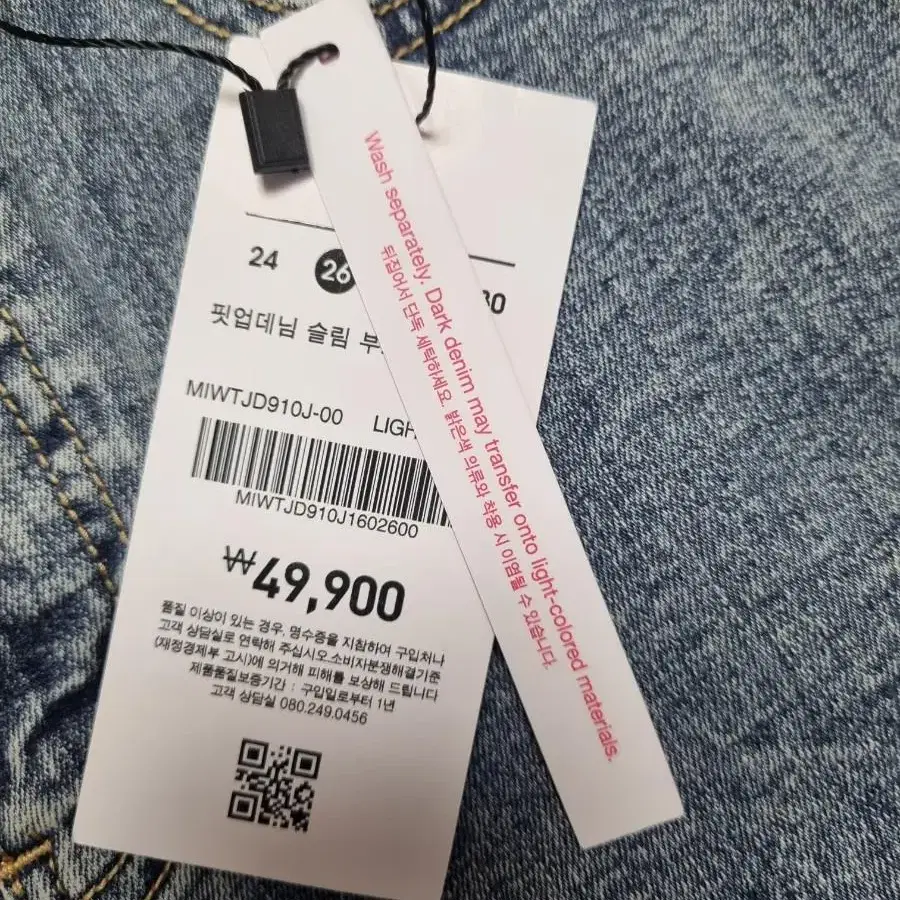 24 26 30
핏업데님 슬림
MIWTJD910J-00
MIWTJD910J1602600
₩49,900
품질 이상이 있는 경우, 영수증을 지참하여 구입처나
고객 상담실로 연락해 주십시오.소비자분쟁해결기준
(재정경제부 고시)에 의거해 피해를 보상해 드립니다
제품품질보증기간 : 구입일로부터 1년
고객 상담실 080.249.0456
Wash separately. Dark denim may transfer onto light-colored materials.
뒤집어서 단독 세탁하세요. 밝은색 의류와 착용 시 이염될 수 있습니다.